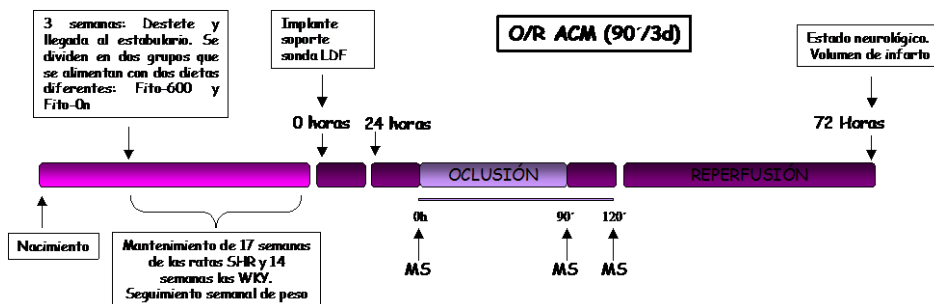 3 semanas: Destete y
llegada al estabulario. Se
dividen en dos grupos que
se alimentan con dos dietas
diferentes: Fito-600 y
Fito-0n
Implante
soporte
sonda LDF
O/R ACM (90´/3d)
Estado neurológico.
Volumen de infarto
0 horas
24 horas
72 Horas
OCLUSIÓN
REPERFUSIÓN
0h
90´
120´
MS
MS
MS
Nacimiento
Mantenimiento de 17 semanas
de las ratas SHR y 14
semanas las WKY.
Seguimiento semanal de peso